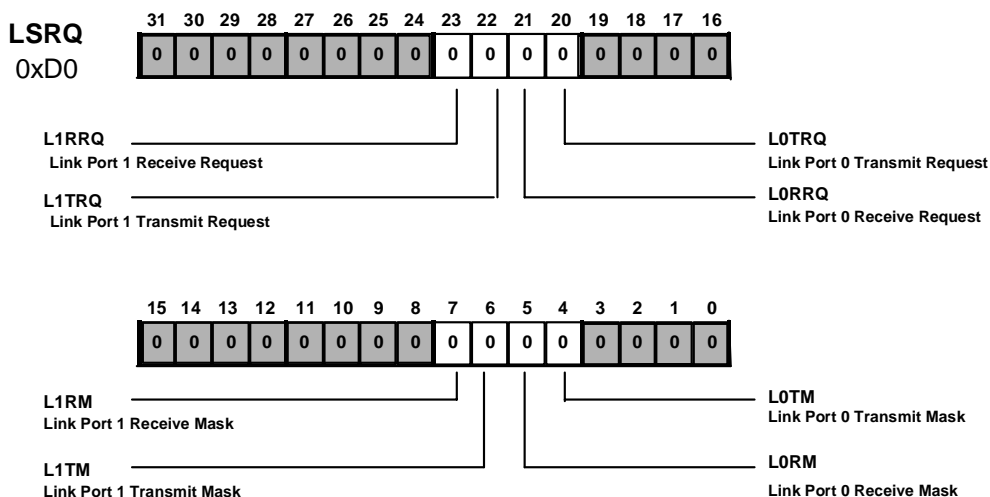 LSRQ
0xD0
31 30 29 28 27 26 25 24 23 22 21 20 19 18 17 16
0 0 0 0 0 0 0 0 0 0 0 0 0 0 0 0
L1RRQ
Link Port 1 Receive Request
L1TRQ
Link Port 1 Transmit Request
L0TRQ
Link Port 0 Transmit Request
L0RRQ
Link Port 0 Receive Request
15 14 13 12 11 10 9 8 7 6 5 4 3 2 1 0
0 0 0 0 0 0 0 0 0 0 0 0 0 0 0 0
L1RM
Link Port 1 Receive Mask
L1TM
Link Port 1 Transmit Mask
L0TM
Link Port 0 Transmit Mask
L0RM
Link Port 0 Receive Mask